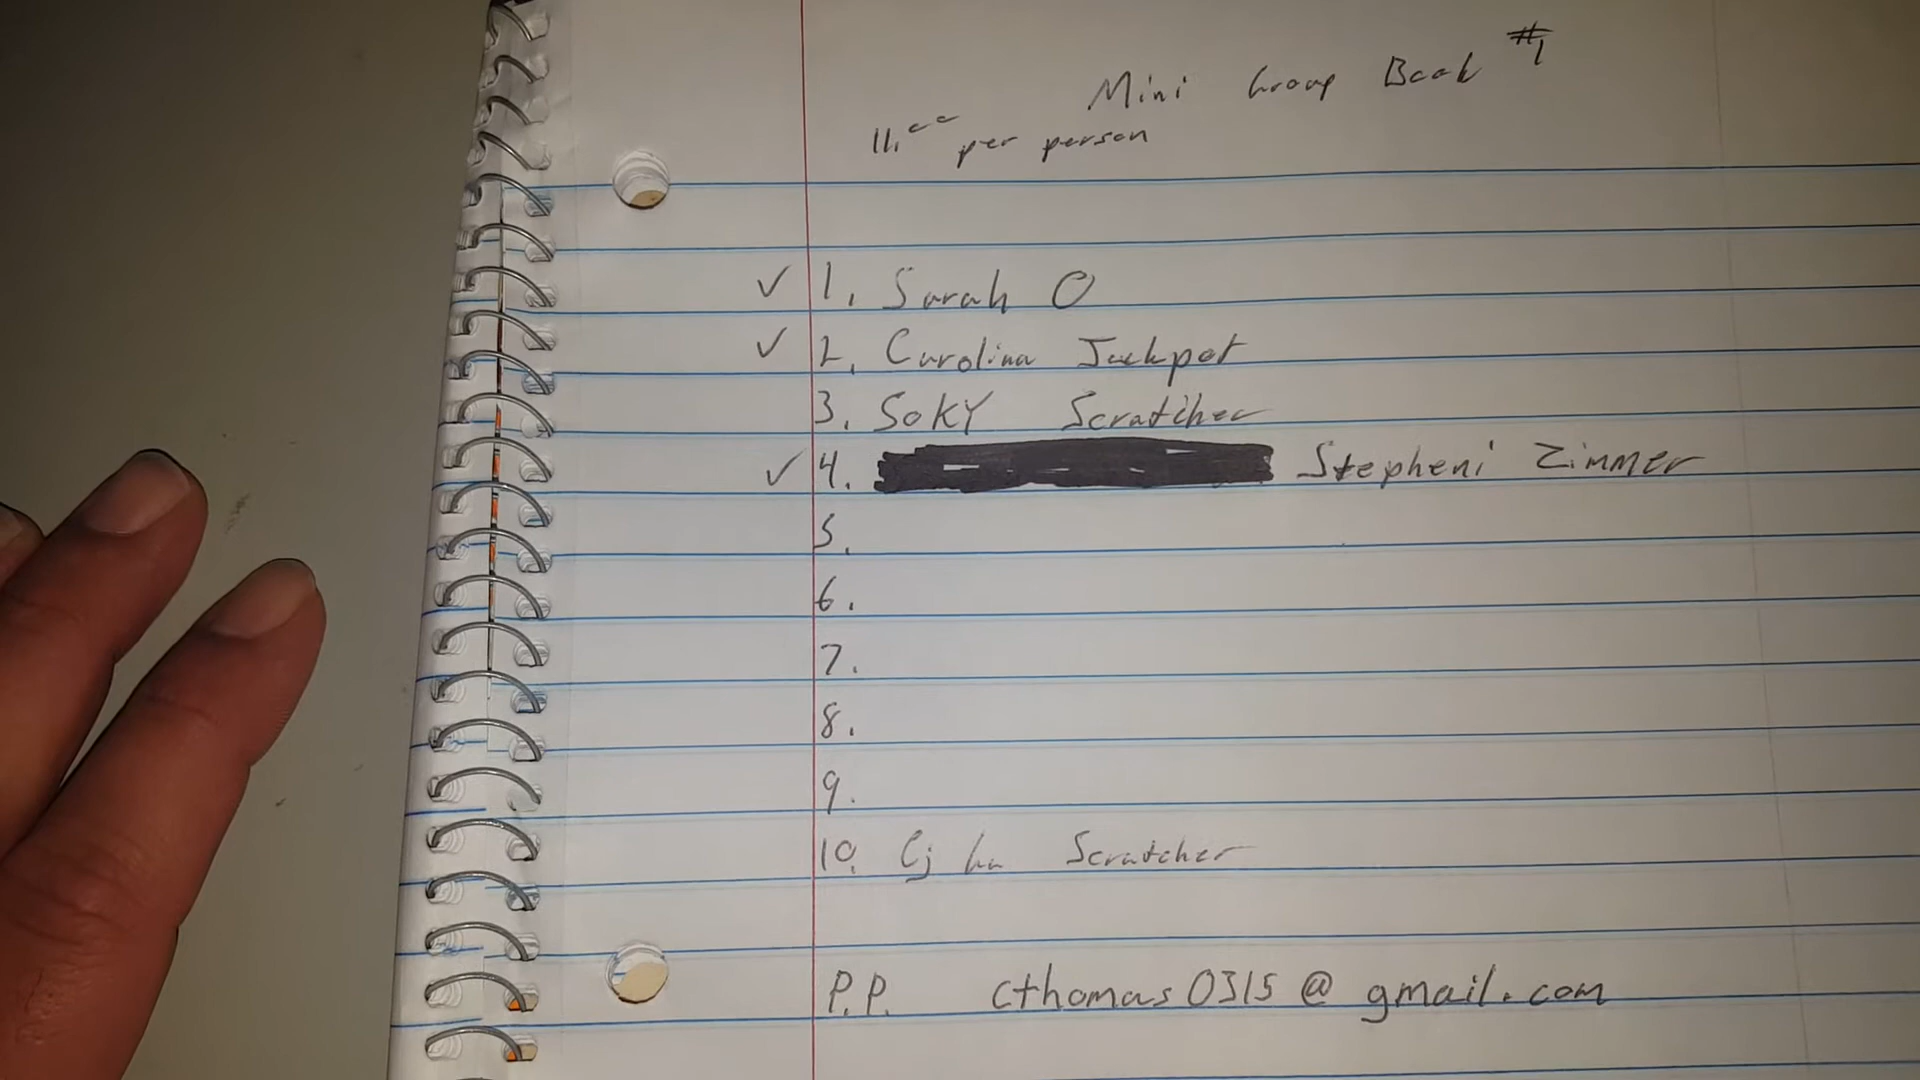 Mini Group Book #1
11.00 per person
✓ 1. Sarah O
✓ 2. Carolina Jackpot
3. SoKY Scratcher
✓ 4. Stepheni Zimmer
5.
6.
7.
8.
9.
10. Cj Scratcher
P.P. cthomas0315@gmail.com